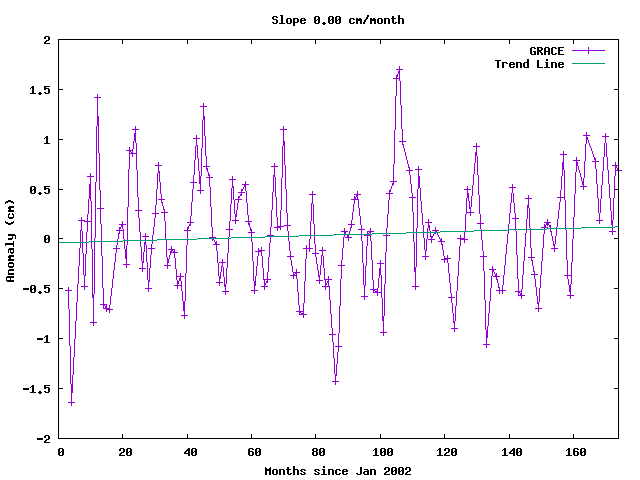 Slope 0.00 cm/month
GRACE
Trend Line
2
1.5
1
0.5
0
-0.5
-1
-1.5
-2
Anomaly (cm)
0 20 40 60 80 100 120 140 160
Months since Jan 2002